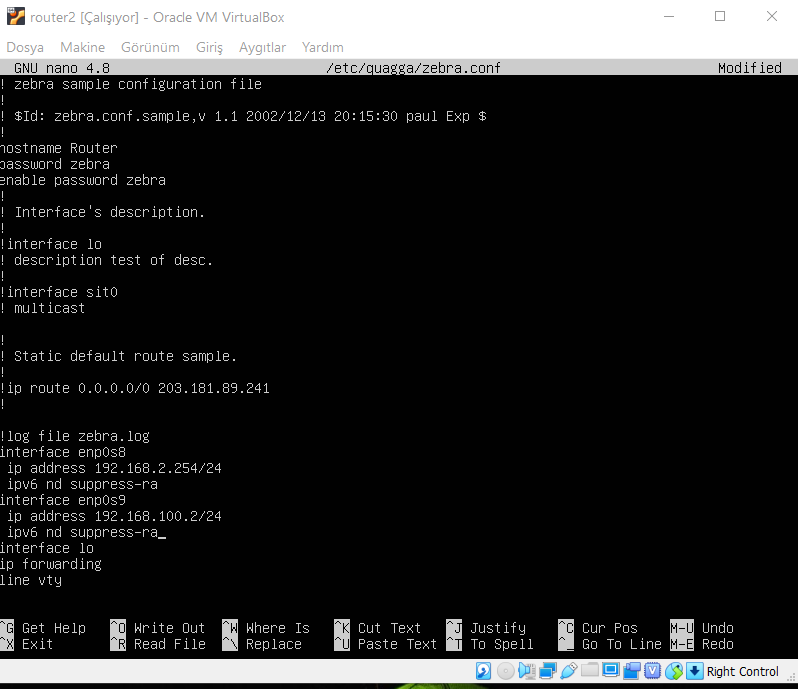 router2 [Çalışıyor] - Oracle VM VirtualBox
Dosya Makine Görünüm Giriş Aygıtlar Yardım
GNU nano 4.8 /etc/quagga/zebra.conf Modified
! zebra sample configuration file
!
! $Id: zebra.conf.sample,v 1.1 2002/12/13 20:15:30 paul Exp $
!
hostname Router
password zebra
enable password zebra
!
! Interface's description.
!
!interface lo
! description test of desc.
!
!interface sit0
! multicast
!
! Static default route sample.
!
!ip route 0.0.0.0/0 203.181.89.241
!
!log file zebra.log
interface enp0s8
ip address 192.168.2.254/24
ipv6 nd suppress-ra
interface enp0s9
ip address 192.168.100.2/24
ipv6 nd suppress-ra_
interface lo
ip forwarding
line vty
^G Get Help ^O Write Out ^W Where Is ^K Cut Text ^J Justify ^C Cur Pos M-U Undo
^X Exit ^R Read File ^\ Replace ^U Paste Text ^T To Spell ^_ Go To Line M-E Redo
Right Control